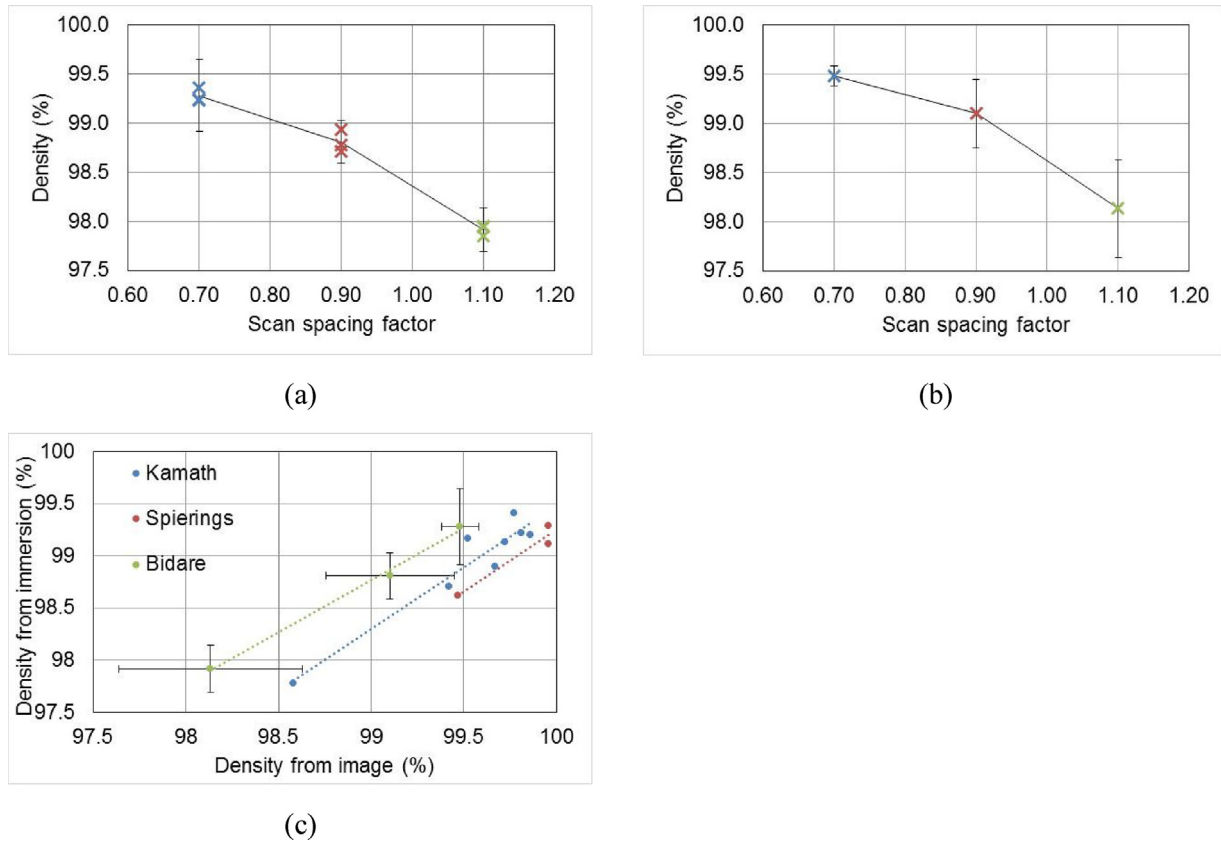 100.0
99.5
99.0
98.5
98.0
97.5
Density (%)
0.60 0.70 0.80 0.90 1.00 1.10 1.20
Scan spacing factor
(a)
100.0
99.5
99.0
98.5
98.0
97.5
Density (%)
0.60 0.70 0.80 0.90 1.00 1.10 1.20
Scan spacing factor
(b)
100
99.5
99
98.5
98
97.5
Density from immersion (%)
Kamath
Spierings
Bidare
97.5 98 98.5 99 99.5 100
Density from image (%)
(c)